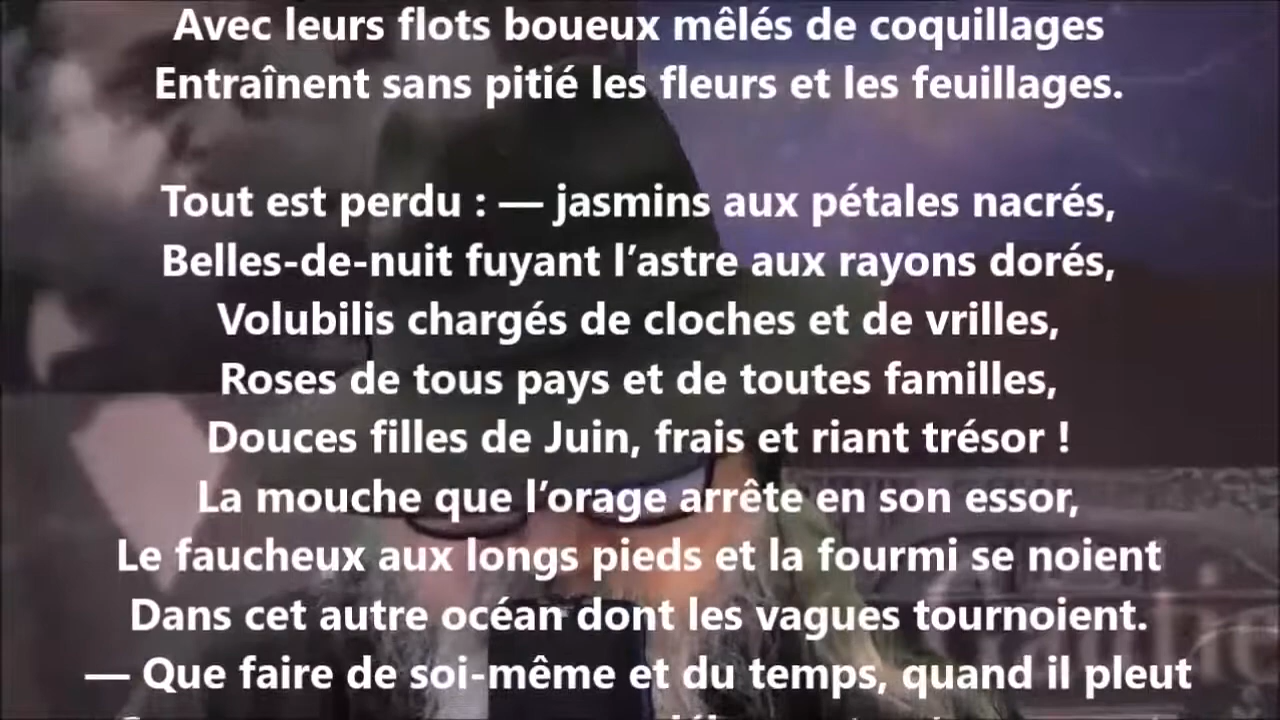 Avec leurs flots boueux mêlés de coquillages
Entraînent sans pitié les fleurs et les feuillages.
Tout est perdu : — jasmins aux pétales nacrés,
Belles-de-nuit fuyant l’astre aux rayons dorés,
Volubilis chargés de cloches et de vrilles,
Roses de tous pays et de toutes familles,
Douces filles de Juin, frais et riant trésor !
La mouche que l’orage arrête en son essor,
Le faucheux aux longs pieds et la fourmi se noient
Dans cet autre océan dont les vagues tournoient.
— Que faire de soi-même et du temps, quand il pleut